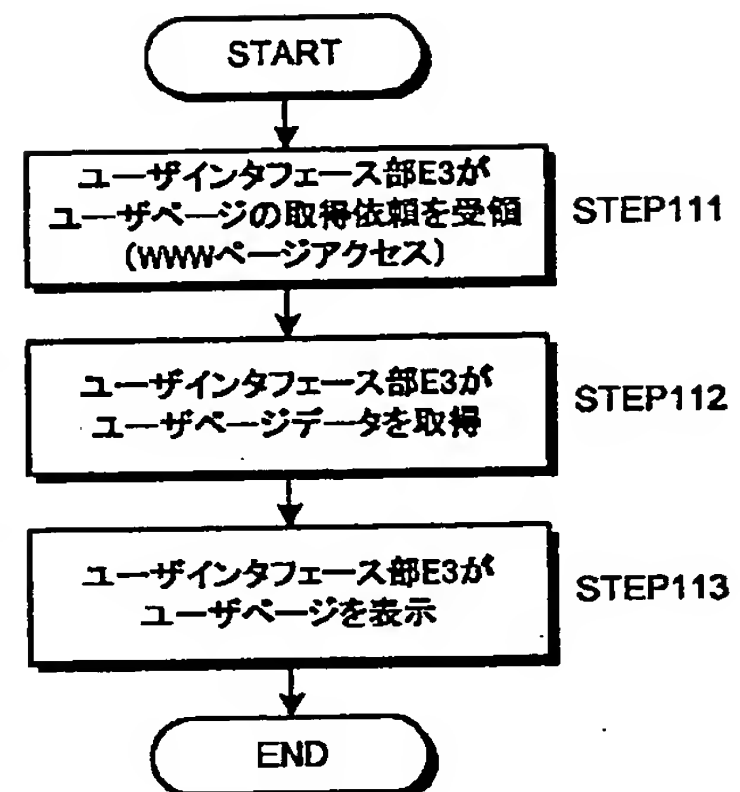 START
ユーザインタフェース部E3が
ユーザページの取得依頼を受領
(WWWページアクセス)
STEP111
ユーザインタフェース部E3が
ユーザページデータを取得
STEP112
ユーザインタフェース部E3が
ユーザページを表示
STEP113
END